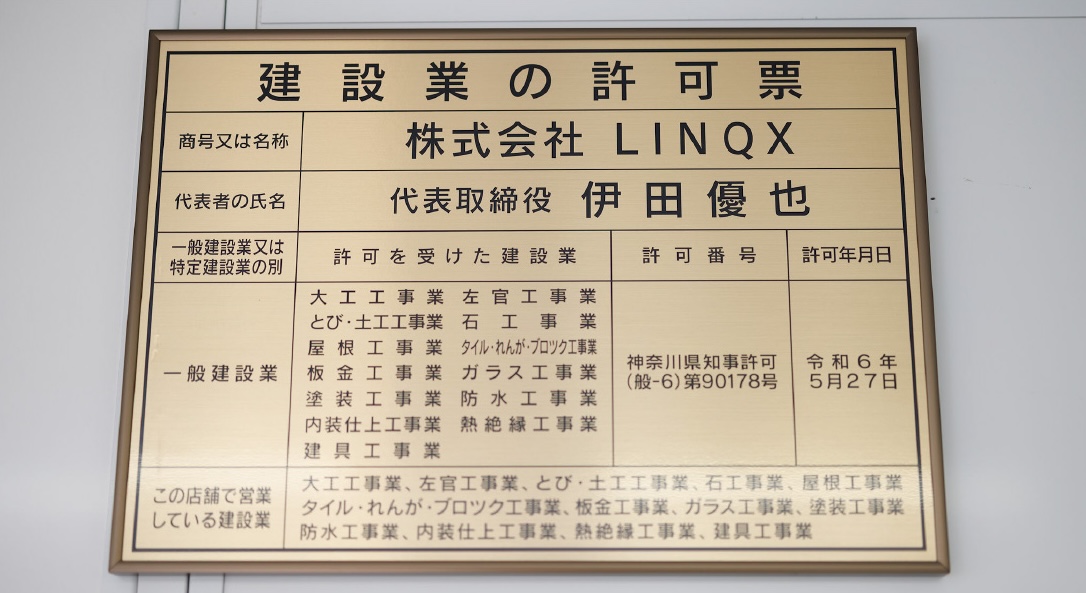 建設業の許可票
商号又は名称 株式会社 LINQX
代表者の氏名 代表取締役 伊田優也
一般建設業又は
特定建設業の別 許可を受けた建設業 許可番号 許可年月日
一般建設業
大工工事業 左官工事業
とび・土工工事業 石工事業
屋根工事業 タイル・れんが・ブロツク工事業
板金工事業 ガラス工事業
塗装工事業 防水工事業
内装仕上工事業 熱絶縁工事業
建具工事業
神奈川県知事許可
(般-6)第90178号
令和6年
5月27日
この店舗で営業
している建設業
大工工事業、左官工事業、とび・土工工事業、石工事業、屋根工事業
タイル・れんが・ブロツク工事業、板金工事業、ガラス工事業、塗装工事業
防水工事業、内装仕上工事業、熱絶縁工事業、建具工事業